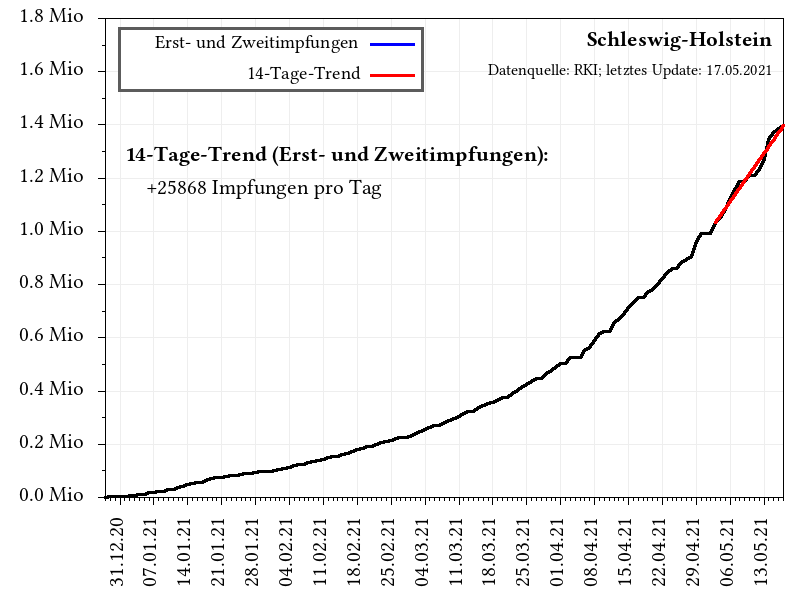 1.8 Mio
1.6 Mio
1.4 Mio
1.2 Mio
1.0 Mio
0.8 Mio
0.6 Mio
0.4 Mio
0.2 Mio
0.0 Mio
Erst- und Zweitimpfungen
14-Tage-Trend
Schleswig-Holstein
Datenquelle: RKI; letztes Update: 17.05.2021
14-Tage-Trend (Erst- und Zweitimpfungen):
+25868 Impfungen pro Tag
31.12.20
07.01.21
14.01.21
21.01.21
28.01.21
04.02.21
11.02.21
18.02.21
25.02.21
04.03.21
11.03.21
18.03.21
25.03.21
01.04.21
08.04.21
15.04.21
22.04.21
29.04.21
06.05.21
13.05.21